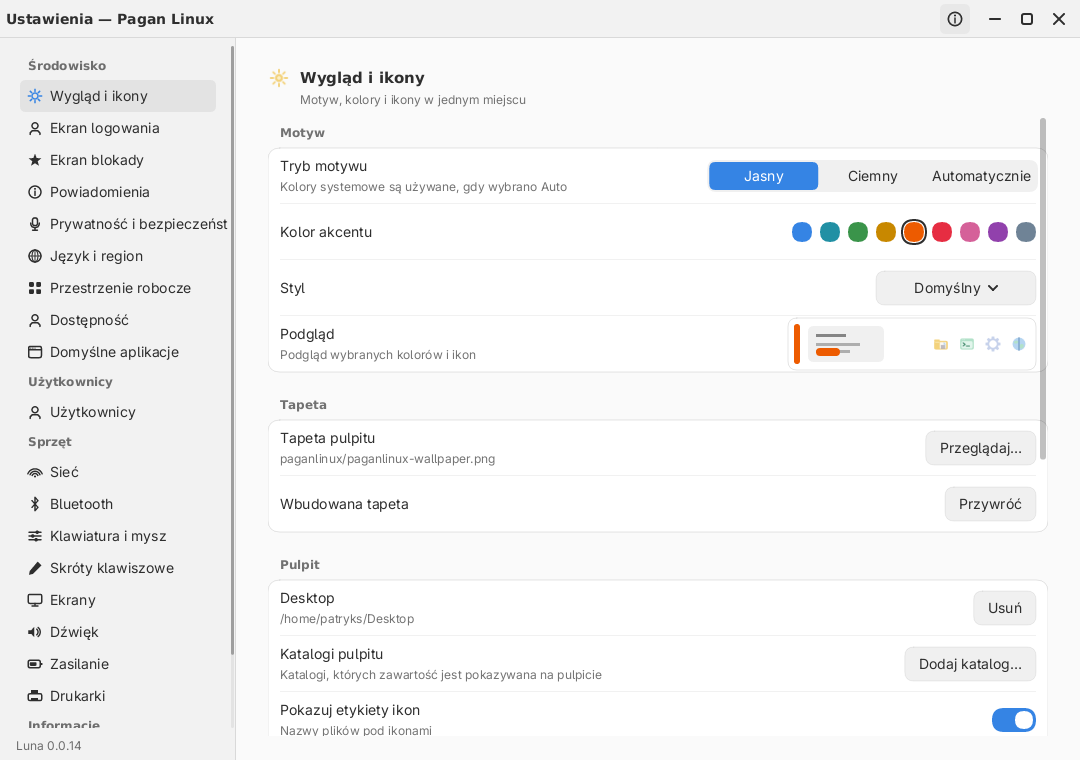 Ustawienia — Pagan Linux
Środowisko
Wygląd i ikony
Ekran logowania
Ekran blokady
Powiadomienia
Prywatność i bezpieczeńst
Język i region
Przestrzenie robocze
Dostępność
Domyślne aplikacje
Użytkownicy
Użytkownicy
Sprzęt
Sieć
Bluetooth
Klawiatura i mysz
Skróty klawiszowe
Ekrany
Dźwięk
Zasilanie
Drukarki
Informacje
Luna 0.0.14
Wygląd i ikony
Motyw, kolory i ikony w jednym miejscu
Motyw
Tryb motywu
Kolory systemowe są używane, gdy wybrano Auto
Jasny Ciemny Automatycznie
Kolor akcentu
Styl
Domyślny
Podgląd
Podgląd wybranych kolorów i ikon
Tapeta
Tapeta pulpitu
paganlinux/paganlinux-wallpaper.png
Przeglądaj...
Wbudowana tapeta
Przywróć
Pulpit
Desktop
/home/patryks/Desktop
Usuń
Katalogi pulpitu
Katalogi, których zawartość jest pokazywana na pulpicie
Dodaj katalog...
Pokazuj etykiety ikon
Nazwy plików pod ikonami